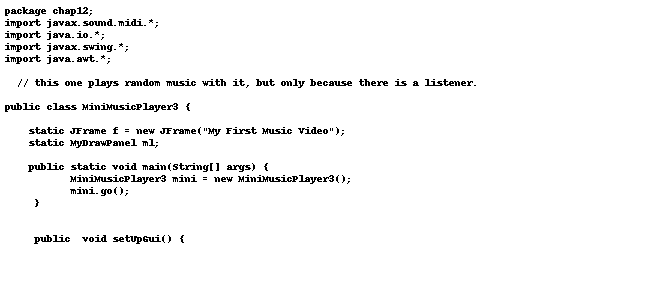 package chap12;
import javax.sound.midi.*;
import java.io.*;
import javax.swing.*;
import java.awt.*;
// this one plays random music with it, but only because there is a listener.
public class MiniMusicPlayer3 {
static JFrame f = new JFrame("My First Music Video");
static MyDrawPanel ml;
public static void main(String[] args) {
MiniMusicPlayer3 mini = new MiniMusicPlayer3();
mini.go();
}
public  void setUpGui() {